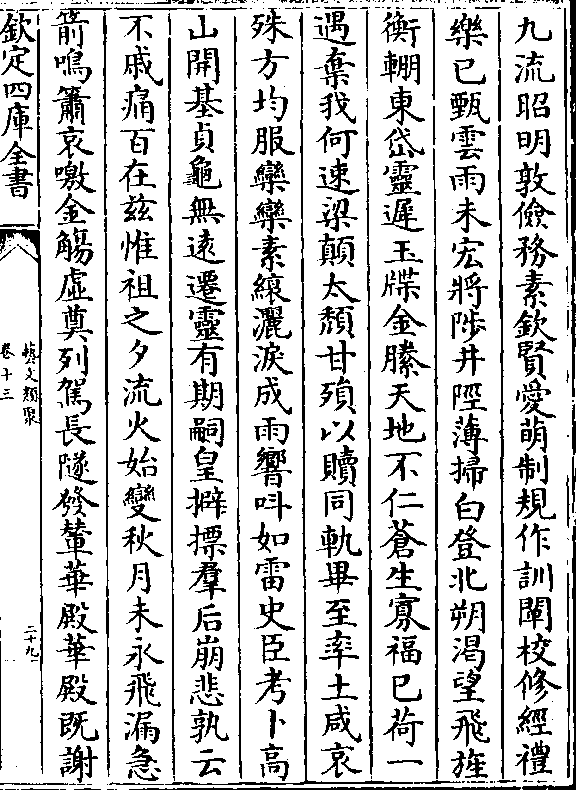 九流昭明敦儉務素欽賢愛萌制規作訓闡校修經禮
樂已甄雲雨未宏將陟井陘薄掃白登北朔渴望飛旌
衡輣東岱靈遲玉牒金縢天地不仁蒼生寡福已荷一
遇棄我何速梁顛太頹甘殞以贖同軌畢至率土咸哀
殊方均服欒欒素縗灑淚成雨響呌如雷史臣考卜高
山開基貞龜無逺遷靈有期嗣皇擗摽羣后崩悲孰云
不戚痛百在茲惟祖之夕流火始變秋月未永飛漏急
箭鳴簫哀噭金觴虛奠列駕長隧發輦華殿華殿既謝
欽定四庫全書
藝文類聚
卷十三
二十九